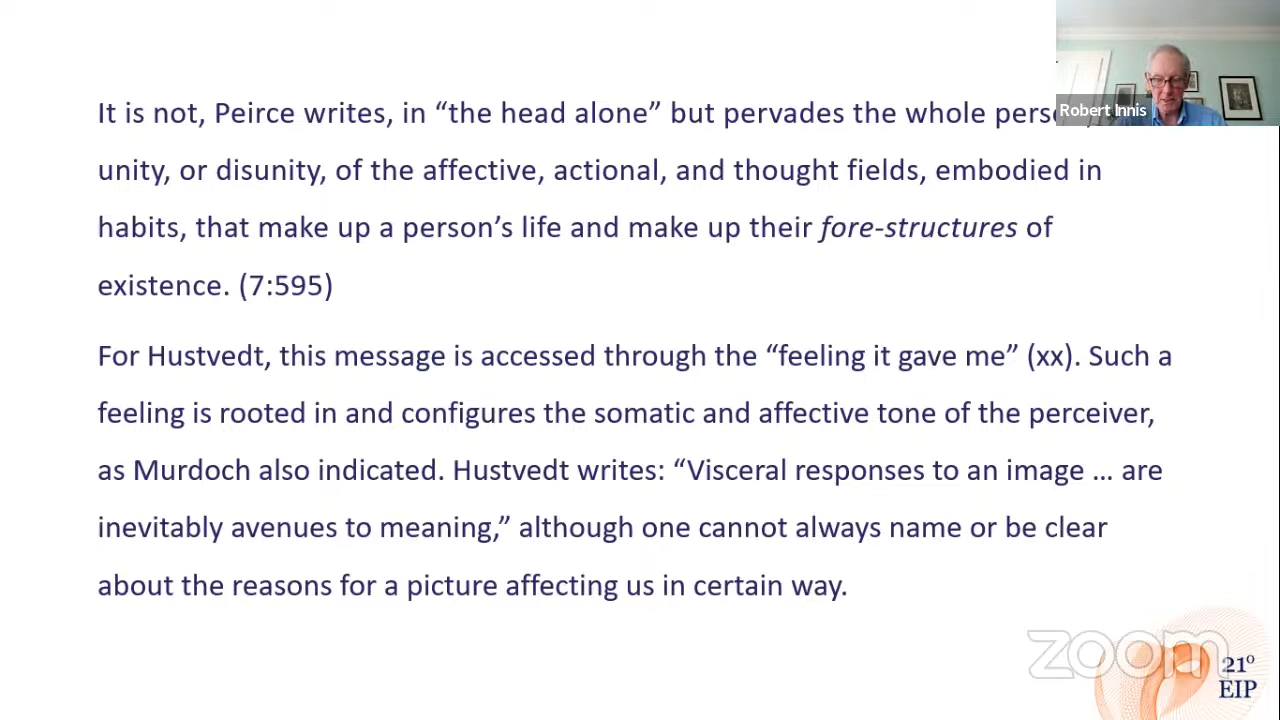 It is not, Peirce writes, in “the head alone” but pervades the whole
unity, or disunity, of the affective, actional, and thought fields, embodied in
habits, that make up a person’s life and make up their fore-structures of
existence. (7:595)
For Hustvedt, this message is accessed through the “feeling it gave me” (xx). Such a
feeling is rooted in and configures the somatic and affective tone of the perceiver,
as Murdoch also indicated. Hustvedt writes: “Visceral responses to an image … are
inevitably avenues to meaning,” although one cannot always name or be clear
about the reasons for a picture affecting us in certain way.
Robert Innis
zoom
21º
EIP